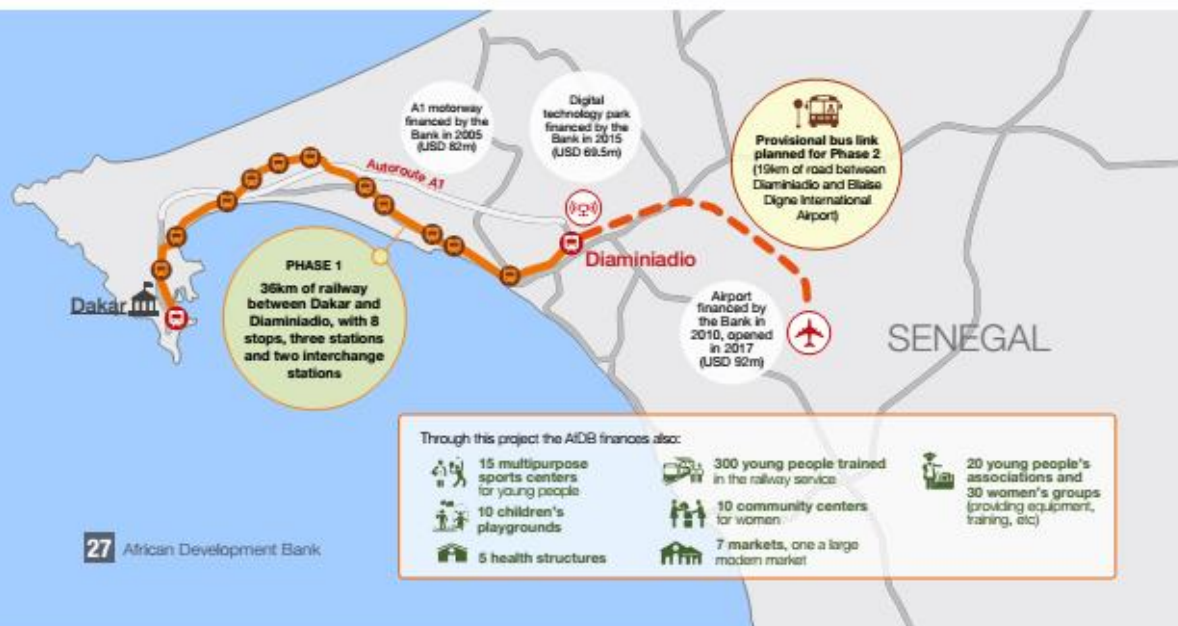 A1 motorway
financed by the
Bank in 2005
(USD 82m)
Digital
technology park
financed by the
Bank in 2015
(USD 69.5m)
Provisional bus link
planned for Phase 2
(19km of road between
Diaminiadio and Blaise
Digne International
Airport)
Autoroute A1
Diaminiadio
PHASE 1
36km of railway
between Dakar and
Diaminiadio, with 8
stops, three stations
and two interchange
stations
Dakar
Airport
financed by
the Bank in
2010, opened
in 2017
(USD 92m)
SENEGAL
Through this project the AfDB finances also:
15 multipurpose
sports centers
for young people
10 children's
playgrounds
5 health structures
300 young people trained
in the railway service
10 community centers
for women
7 markets, one a large
modern market
20 young people's
associations and
30 women's groups
(providing equipment,
training, etc)
27 African Development Bank